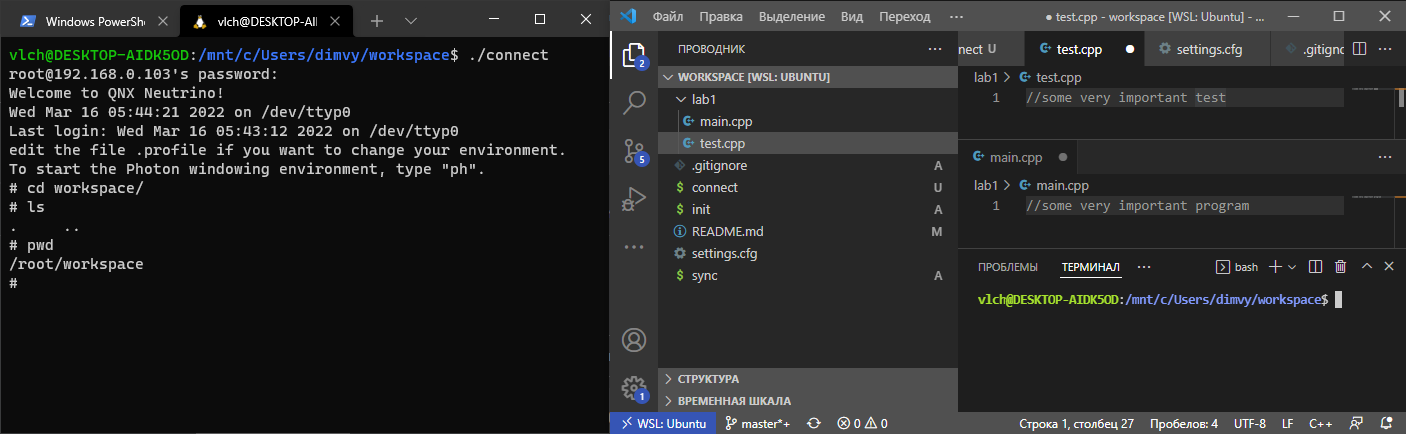 Windows PowerShe
vlch@DESKTOP-AID
vlch@DESKTOP-AIDK5OD:/mnt/c/Users/dimvy/workspace$ ./connect
root@192.168.0.103's password:
Welcome to QNX Neutrino!
Wed Mar 16 05:44:21 2022 on /dev/ttyp0
Last login: Wed Mar 16 05:43:12 2022 on /dev/ttyp0
edit the file .profile if you want to change your environment.
To start the Photon windowing environment, type "ph".
# cd workspace/
# ls
.     ..
# pwd
/root/workspace
#
Файл Правка Выделение Вид Переход ··· ● test.cpp - workspace [WSL: Ubuntu] - ...
ПРОВОДНИК ···
WORKSPACE [WSL: UBUNTU]
lab1
main.cpp
test.cpp
.gitignore A
$ connect U
$ init A
README.md M
settings.cfg
$ sync A
СТРУКТУРА
ВРЕМЕННАЯ ШКАЛА
2
5
1
nect U
test.cpp ●
settings.cfg
.gitign
lab1 > test.cpp
1 //some very important test
main.cpp ●
lab1 > main.cpp
1 //some very important program
ПРОБЛЕМЫ ТЕРМИНАЛ ··· bash
vlch@DESKTOP-AIDK5OD:/mnt/c/Users/dimvy/workspace$
WSL: Ubuntu master*+ 0 0 Строка 1, столбец 27 Пробелов: 4 UTF-8 LF C++